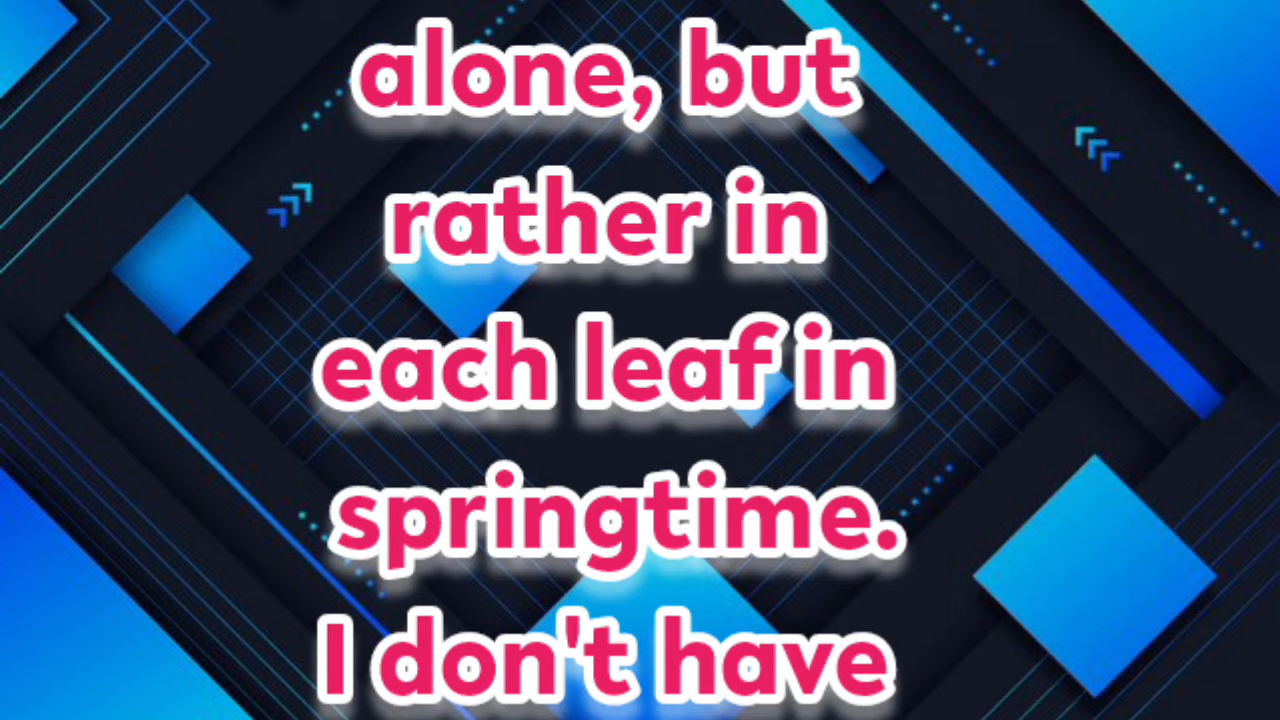 alone, but
rather in
each leaf in
springtime.
I don't have